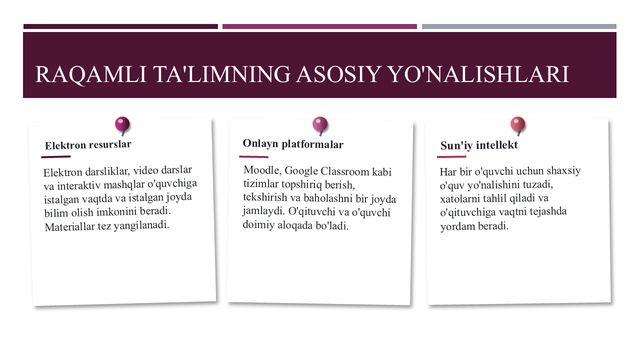 RAQAMLI TA'LIMNING ASOSIY YO'NALISHLARI
Elektron resurslar
Elektron darsliklar, video darslar
va interaktiv mashqlar o'quvchiga
istalgan vaqtda va istalgan joyda
bilim olish imkonini beradi.
Materiallar tez yangilanadi.
Onlayn platformalar
Moodle, Google Classroom kabi
tizimlar topshiriq berish,
tekshirish va baholashni bir joyda
jamlaydi. O'qituvchi va o'quvchi
doimiy aloqada bo'ladi.
Sun'iy intellekt
Har bir o'quvchi uchun shaxsiy
o'quv yo'nalishini tuzadi,
xatolarni tahlil qiladi va
o'qituvchiga vaqtni tejashda
yordam beradi.